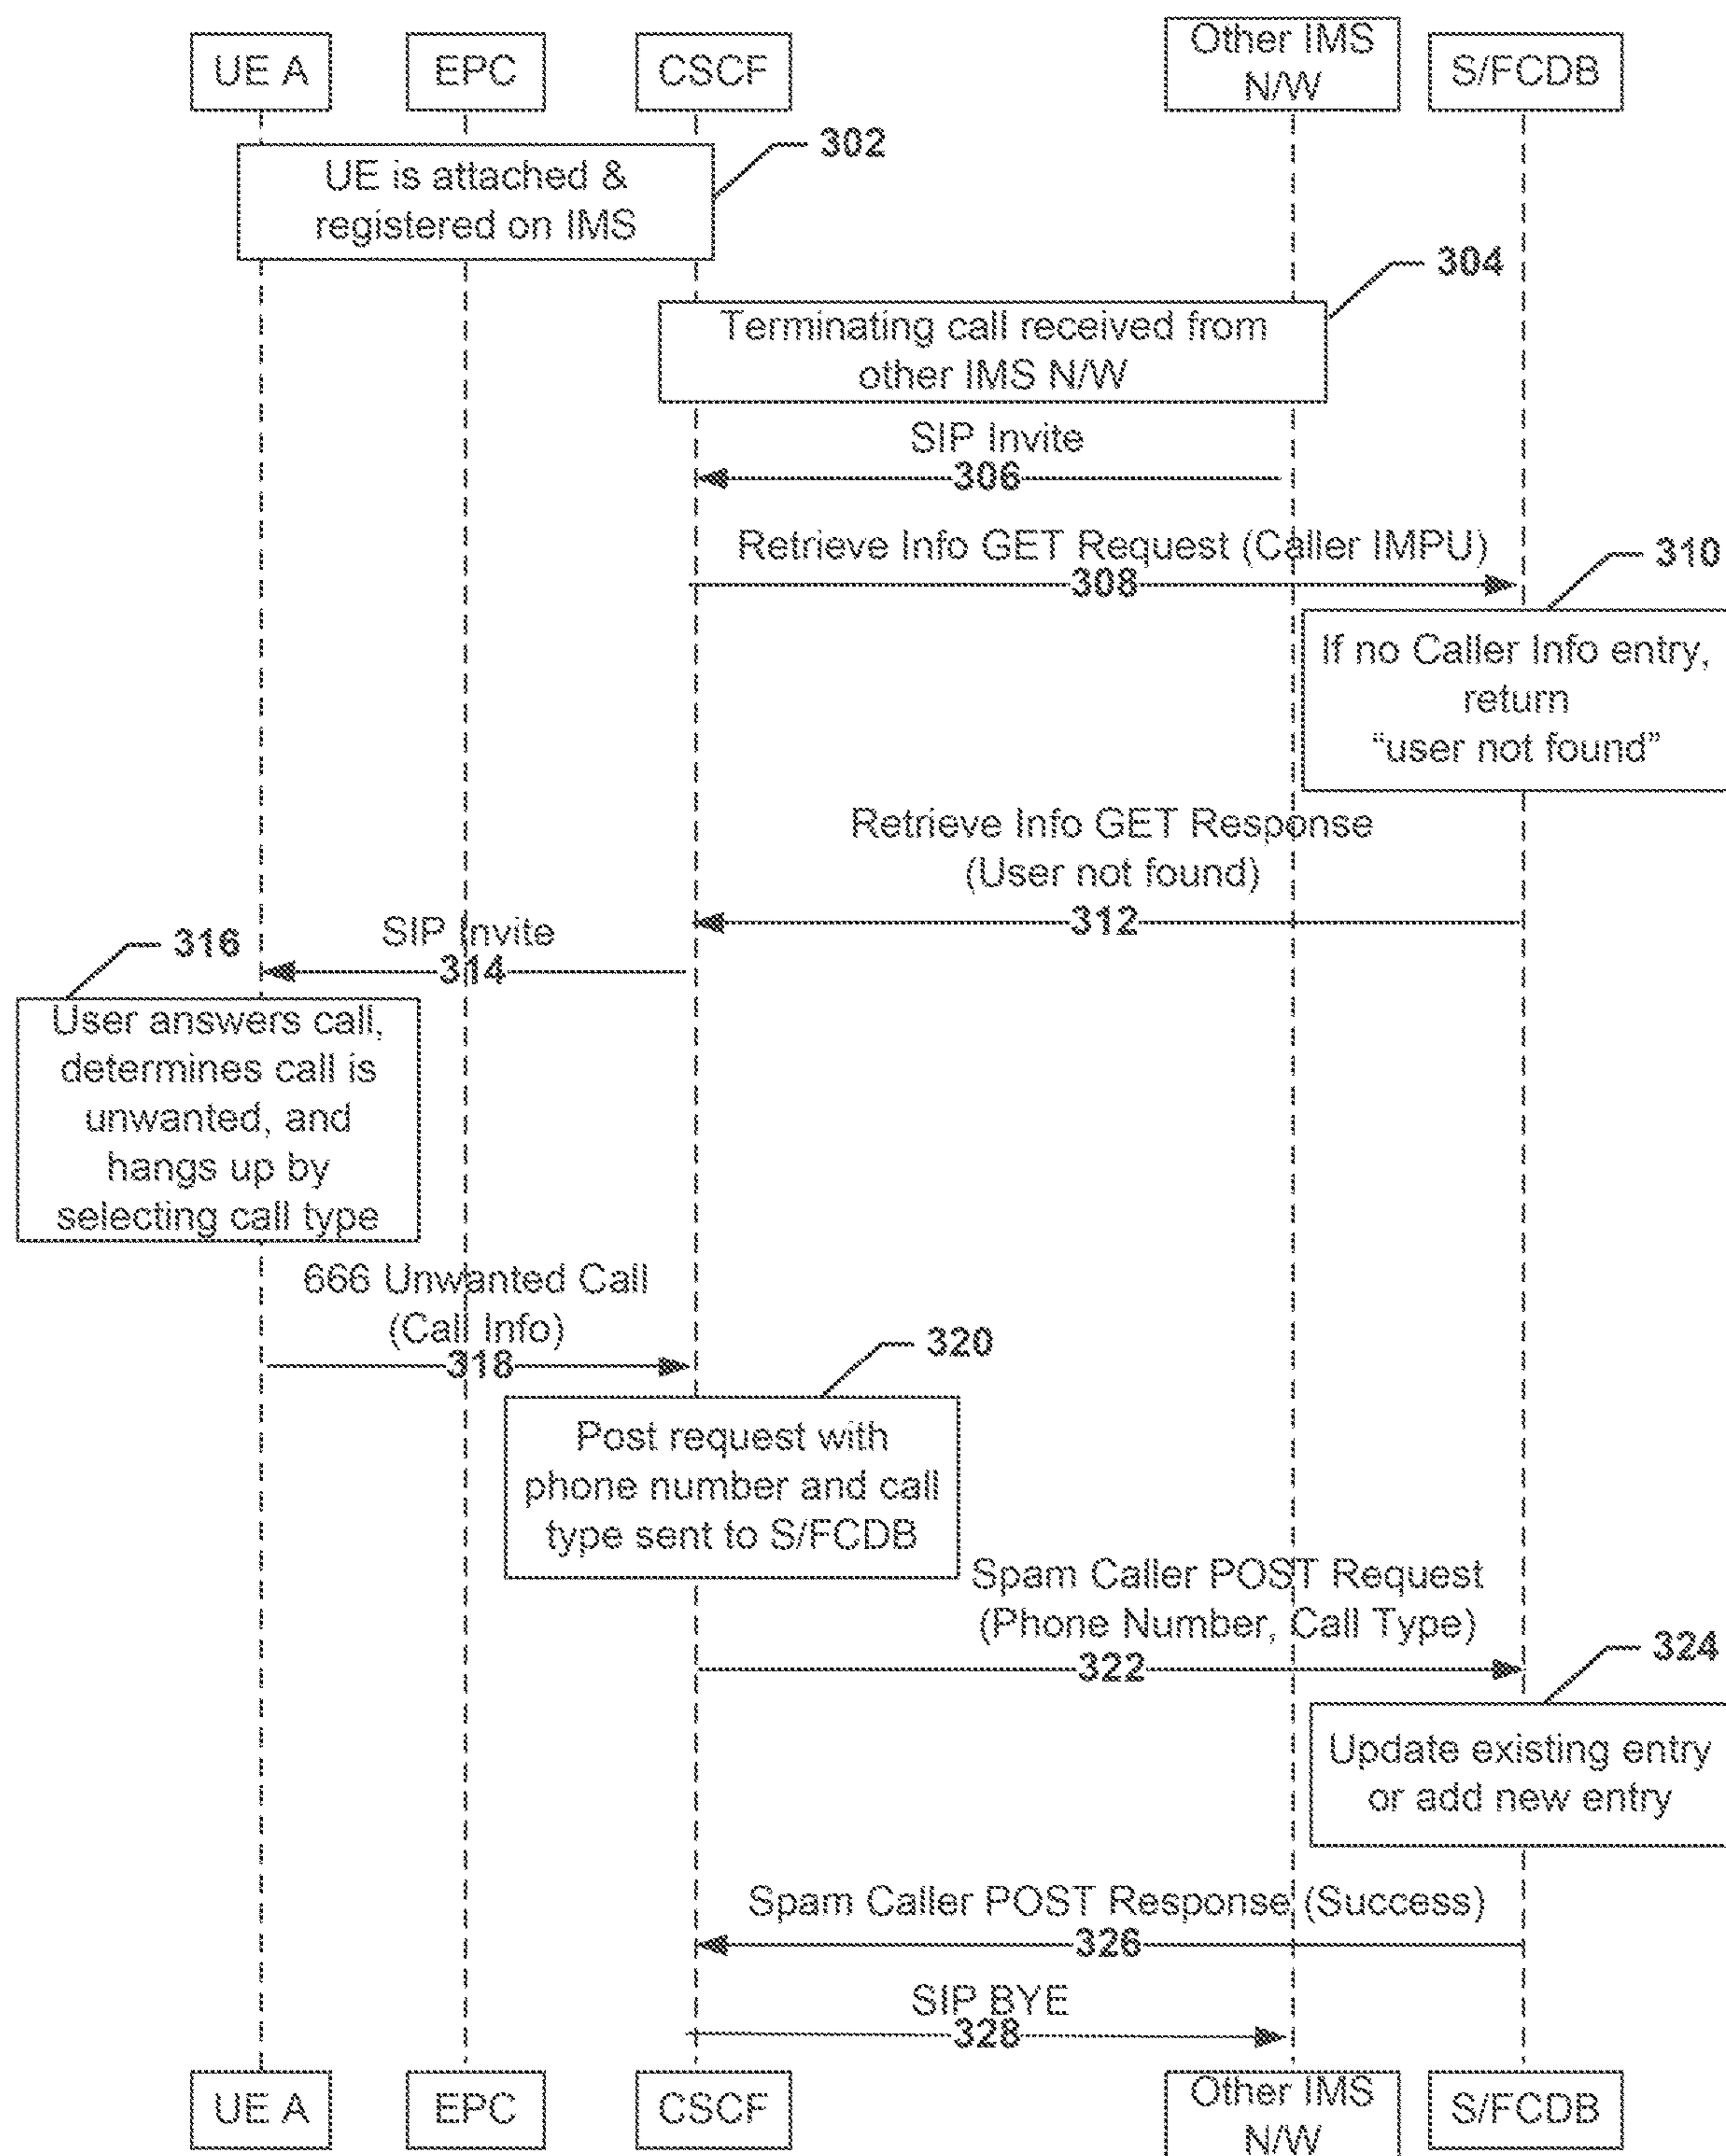 UE A
EPC
CSCF
Other IMS
N/W
S/FCDB
302
UE is attached &
registered on IMS
304
Terminating call received from
other IMS N/W
SIP Invite
306
Retrieve Info GET Request (Caller IMPU)
308
310
If no Caller Info entry,
return
“user not found”
Retrieve Info GET Response
(User not found)
312
SIP Invite
314
316
User answers call,
determines call is
unwanted, and
hangs up by
selecting call type
666 Unwanted Call
(Call Info)
318
320
Post request with
phone number and call
type sent to S/FCDB
Spam Caller POST Request
(Phone Number, Call Type)
322
324
Update existing entry
or add new entry
Spam Caller POST Response (Success)
326
SIP BYE
328
UE A
EPC
CSCF
Other IMS
N/W
S/FCDB